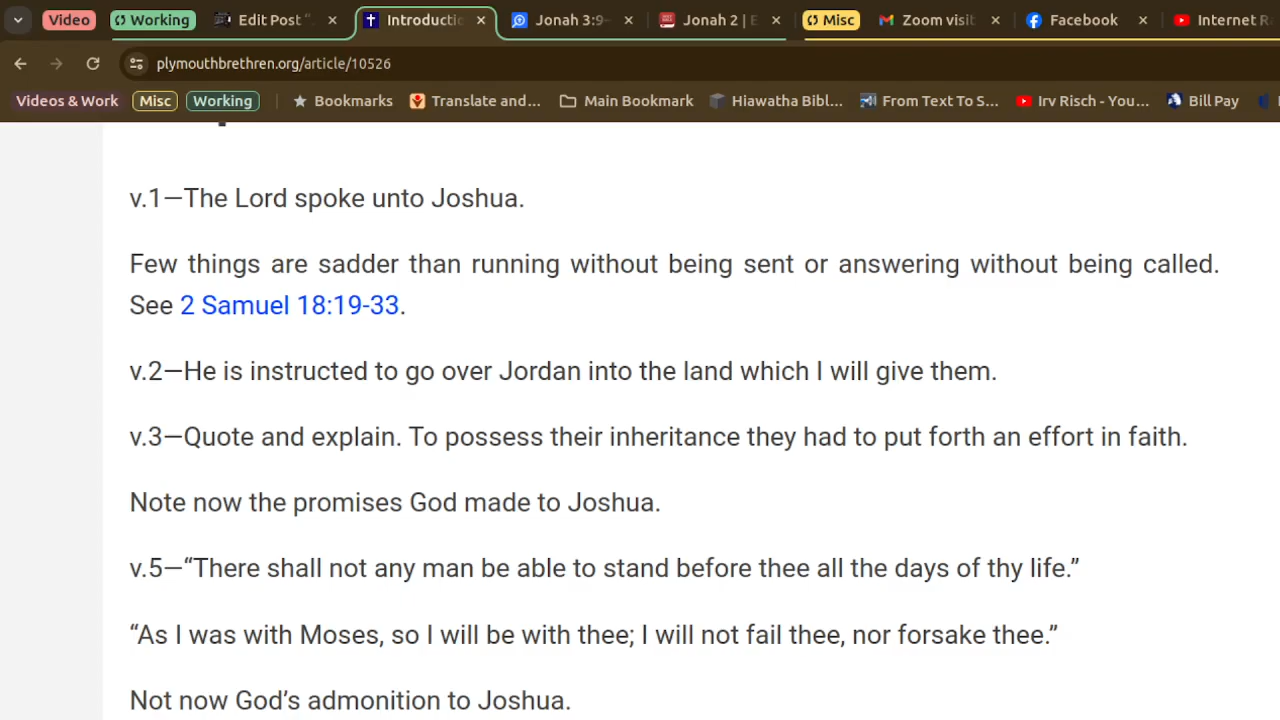 Video
Working
Edit Post “
Introductio
Jonah 3:9–
Jonah 2 | E
Misc
Zoom visit
Facebook
Internet R
plymouthbrethren.org/article/10526
Videos & Work
Misc
Working
Bookmarks
Translate and...
Main Bookmark
Hiawatha Bibl...
From Text To S...
Irv Risch - You...
Bill Pay
v.1—The Lord spoke unto Joshua.
Few things are sadder than running without being sent or answering without being called.
See 2 Samuel 18:19-33.
v.2—He is instructed to go over Jordan into the land which I will give them.
v.3—Quote and explain. To possess their inheritance they had to put forth an effort in faith.
Note now the promises God made to Joshua.
v.5—“There shall not any man be able to stand before thee all the days of thy life.”
“As I was with Moses, so I will be with thee; I will not fail thee, nor forsake thee.”
Not now God’s admonition to Joshua.